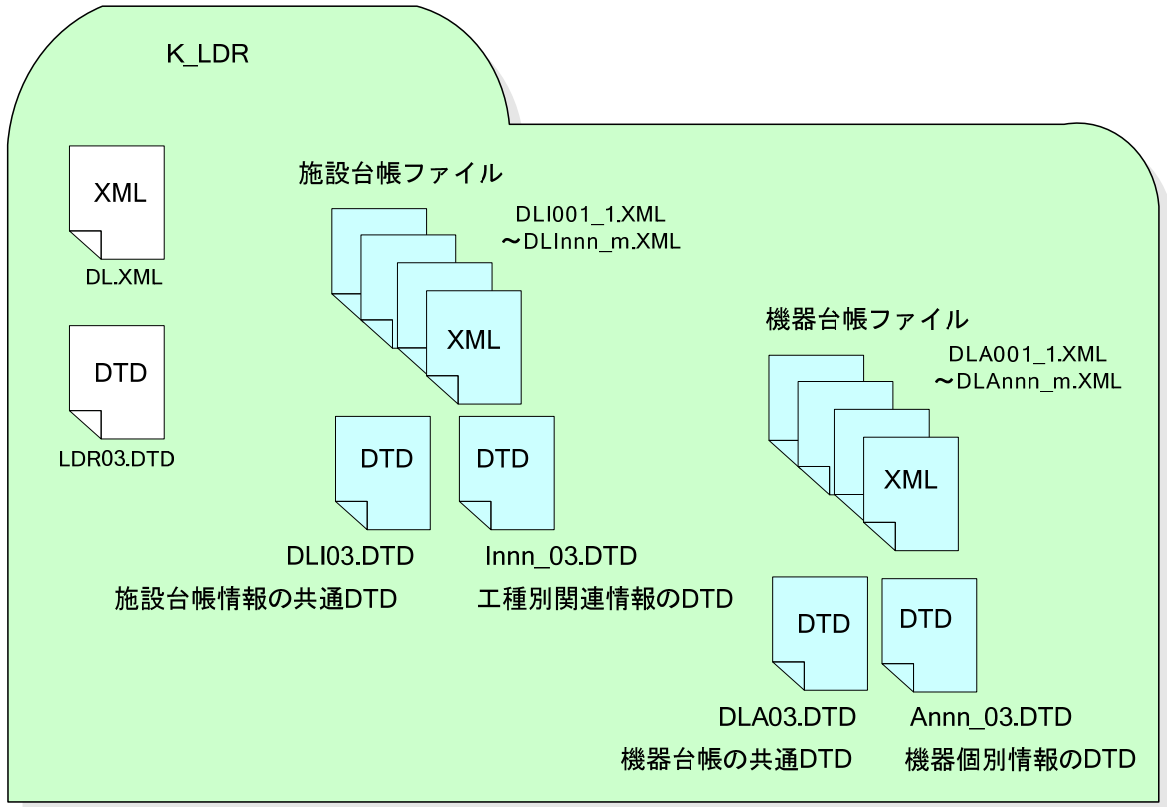 K_LDR
XML
DL.XML
DTD
LDR03.DTD
施設台帳ファイル
DLI001_1.XML
～DLInnn_m.XML
XML
DTD
DLI03.DTD
施設台帳情報の共通DTD
DTD
Innn_03.DTD
工種別関連情報のDTD
機器台帳ファイル
DLA001_1.XML
～DLAnnn_m.XML
XML
DTD
DLA03.DTD
機器台帳の共通DTD
DTD
Annn_03.DTD
機器個別情報のDTD